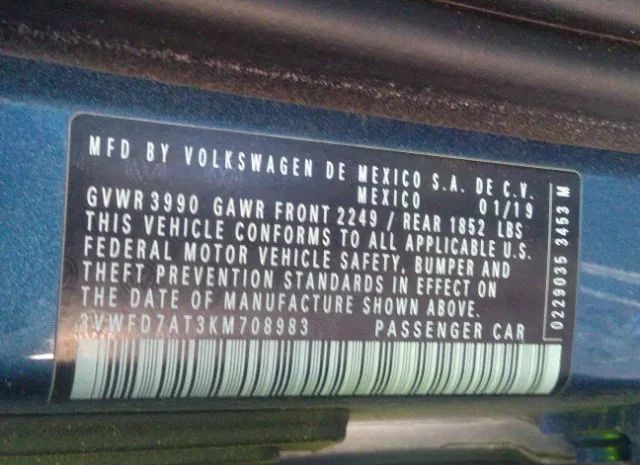 MFD BY VOLKSWAGEN DE MEXICO S.A. DE C.V.
MEXICO 01/19
GVWR 3990 GAWR FRONT 2249 / REAR 1852 LBS
THIS VEHICLE CONFORMS TO ALL APPLICABLE U.S.
FEDERAL MOTOR VEHICLE SAFETY, BUMPER AND
THEFT PREVENTION STANDARDS IN EFFECT ON
THE DATE OF MANUFACTURE SHOWN ABOVE.
3VWFD7AT3KM708983 PASSENGER CAR
0229035 3453 M